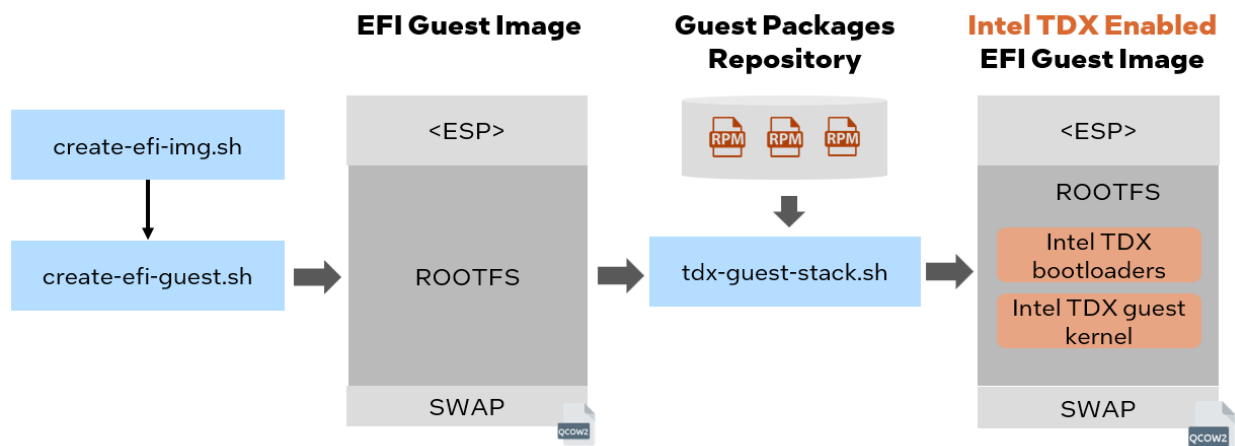 EFI Guest Image
Guest Packages
Repository
Intel TDX Enabled
EFI Guest Image
create-efi-img.sh
create-efi-guest.sh
<ESP>
ROOTFS
SWAP
QCOW2
RPM
RPM
RPM
tdx-guest-stack.sh
<ESP>
ROOTFS
Intel TDX
bootloaders
Intel TDX guest
kernel
SWAP
QCOW2